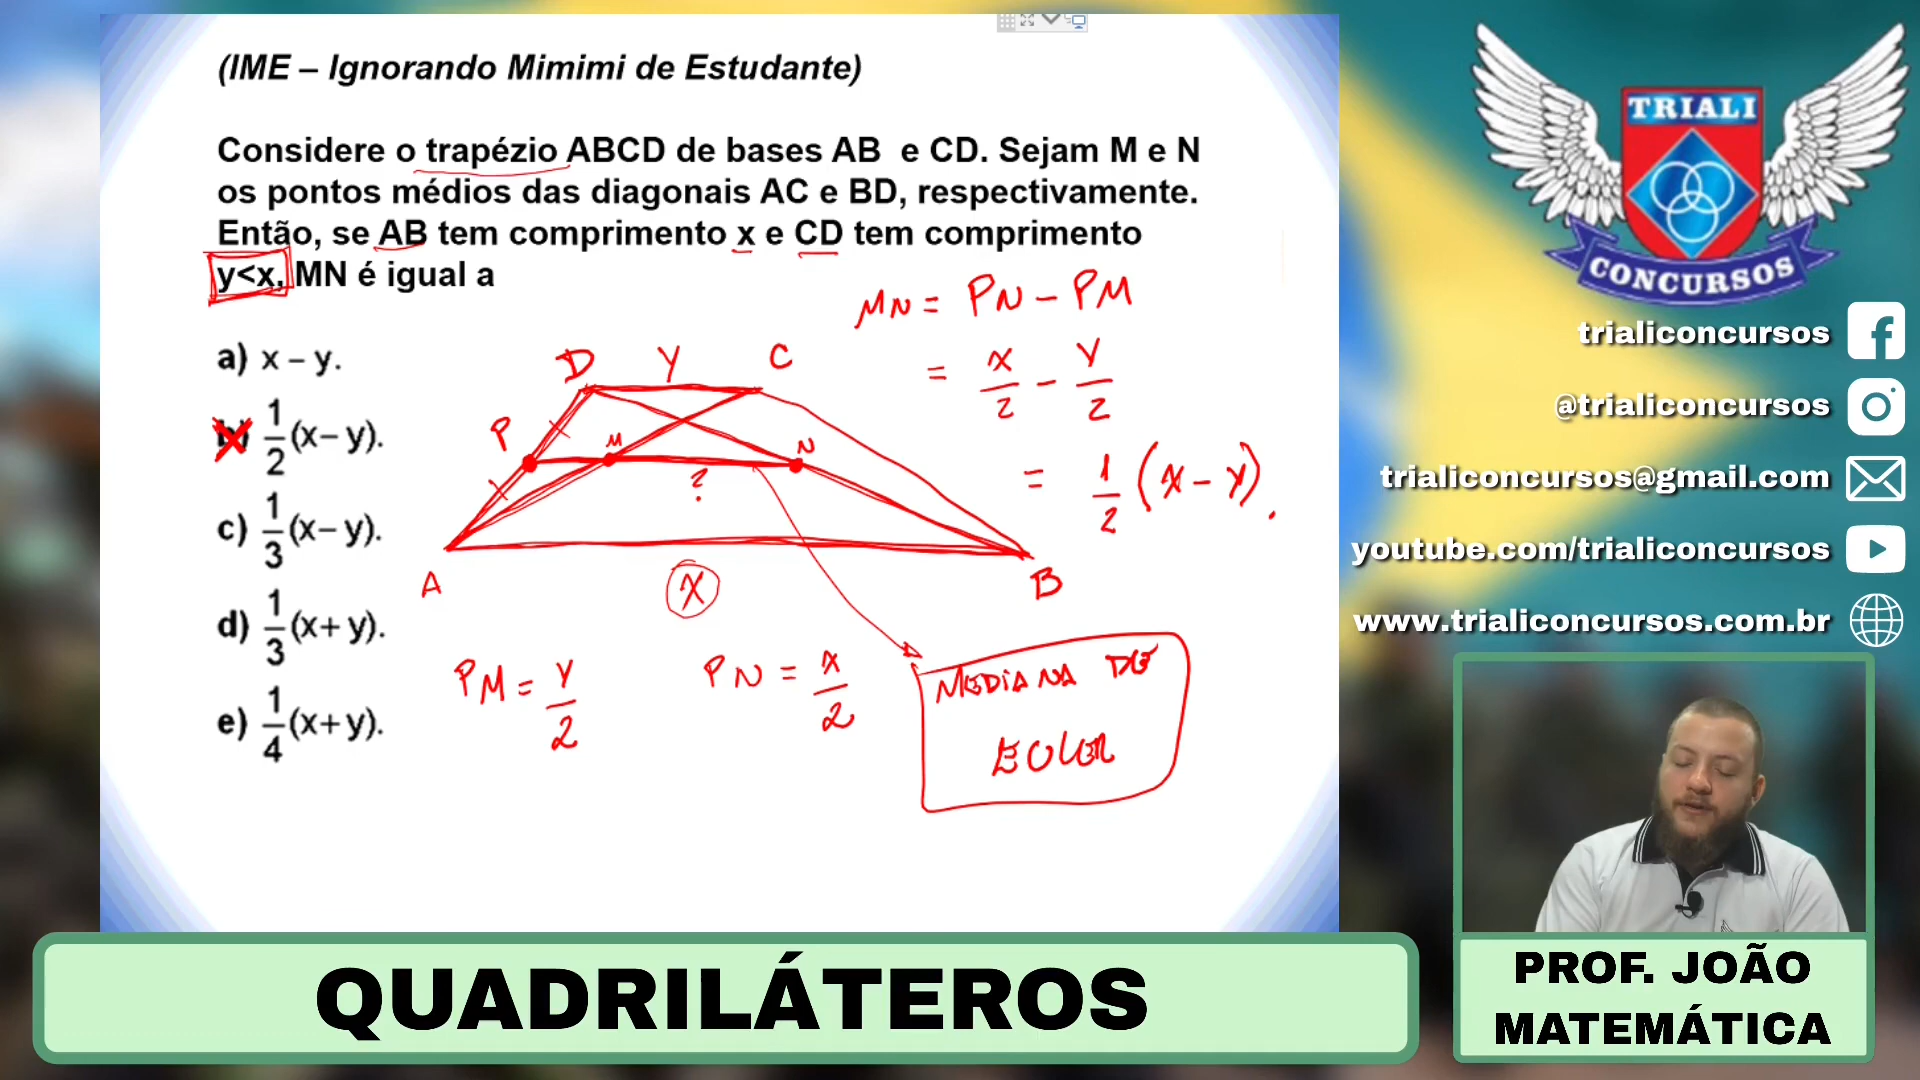 (IME – Ignorando Mimimi de Estudante)
Considere o trapézio ABCD de bases AB e CD. Sejam M e N
os pontos médios das diagonais AC e BD, respectivamente.
Então, se AB tem comprimento x e CD tem comprimento
y<x, MN é igual a
a) x – y.
b) 1/2 (x – y).
c) 1/3 (x – y).
d) 1/3 (x + y).
e) 1/4 (x + y).
MN = PN – PM
= x/2 – y/2
= 1/2 (x – y).
D Y C
P M N
?
A X B
PM = y/2
PN = x/2
MEDIANA DE
EULER
TRIALI
CONCURSOS
trialiconcursos
@trialiconcursos
trialiconcursos@gmail.com
youtube.com/trialiconcursos
www.trialiconcursos.com.br
QUADRILÁTEROS
PROF. JOÃO
MATEMÁTICA